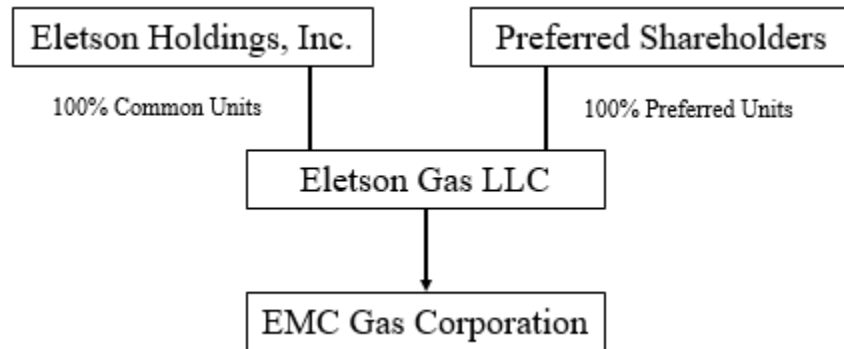 Eletson Holdings, Inc.
Preferred Shareholders
100% Common Units
100% Preferred Units
Eletson Gas LLC
EMC Gas Corporation